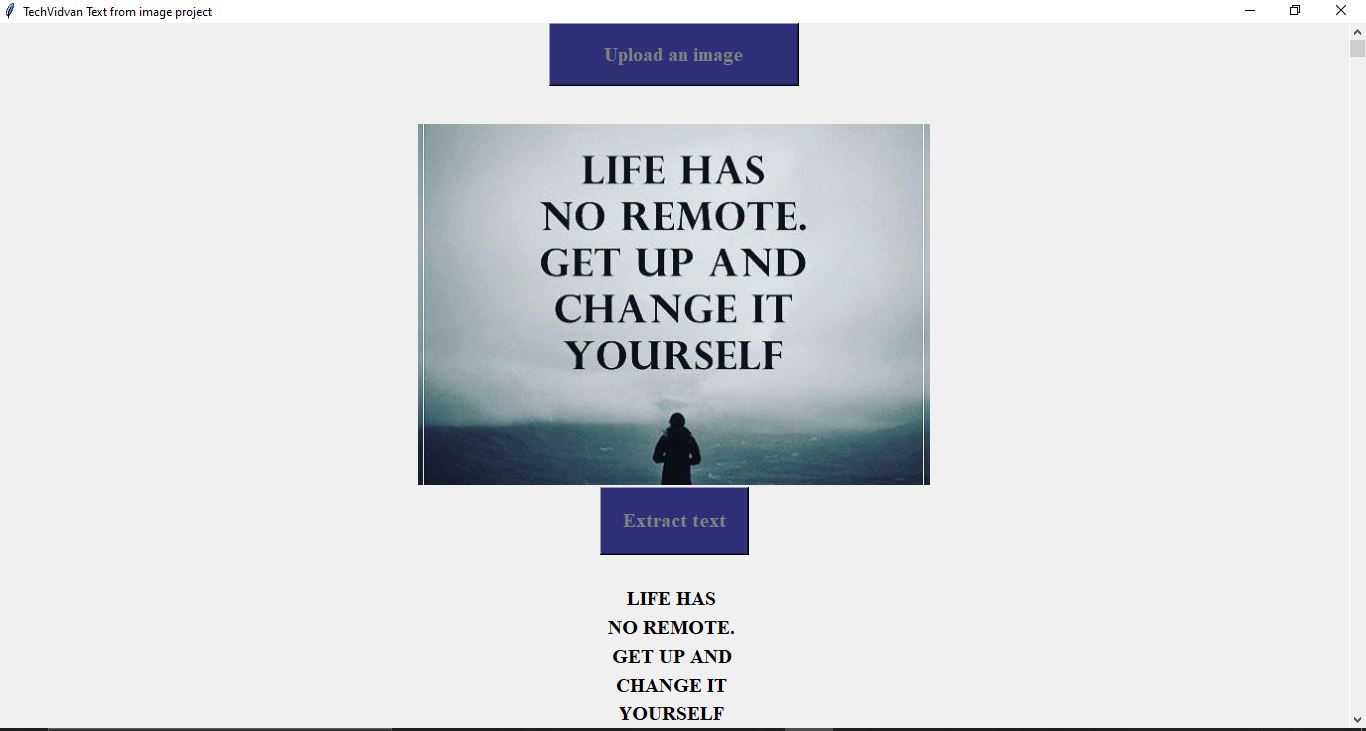 TechVidvan Text from image project
Upload an image
LIFE HAS
NO REMOTE.
GET UP AND
CHANGE IT
YOURSELF
Extract text
LIFE HAS
NO REMOTE.
GET UP AND
CHANGE IT
YOURSELF